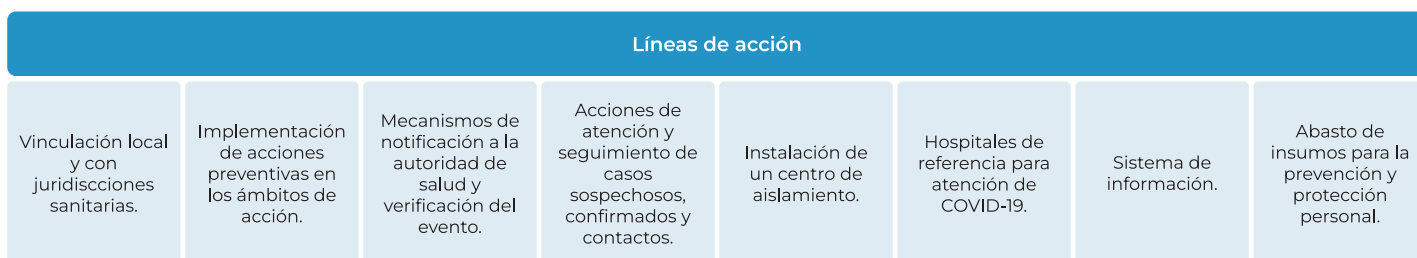 Líneas de acción
Vinculación local
y con
juridiscciones
sanitarias.
Implementación
de acciones
preventivas en
los ámbitos de
acción.
Mecanismos de
notificación a la
autoridad de
salud y
verificación del
evento.
Acciones de
atención y
seguimiento de
casos
sospechosos,
confirmados y
contactos.
Instalación de
un centro de
aislamiento.
Hospitales de
referencia para
atención de
COVID-19.
Sistema de
información.
Abasto de
insumos para la
prevención y
protección
personal.